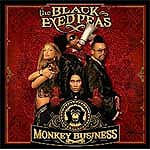 the BLACK
EYED PEAS
MONKEY BUSINESS